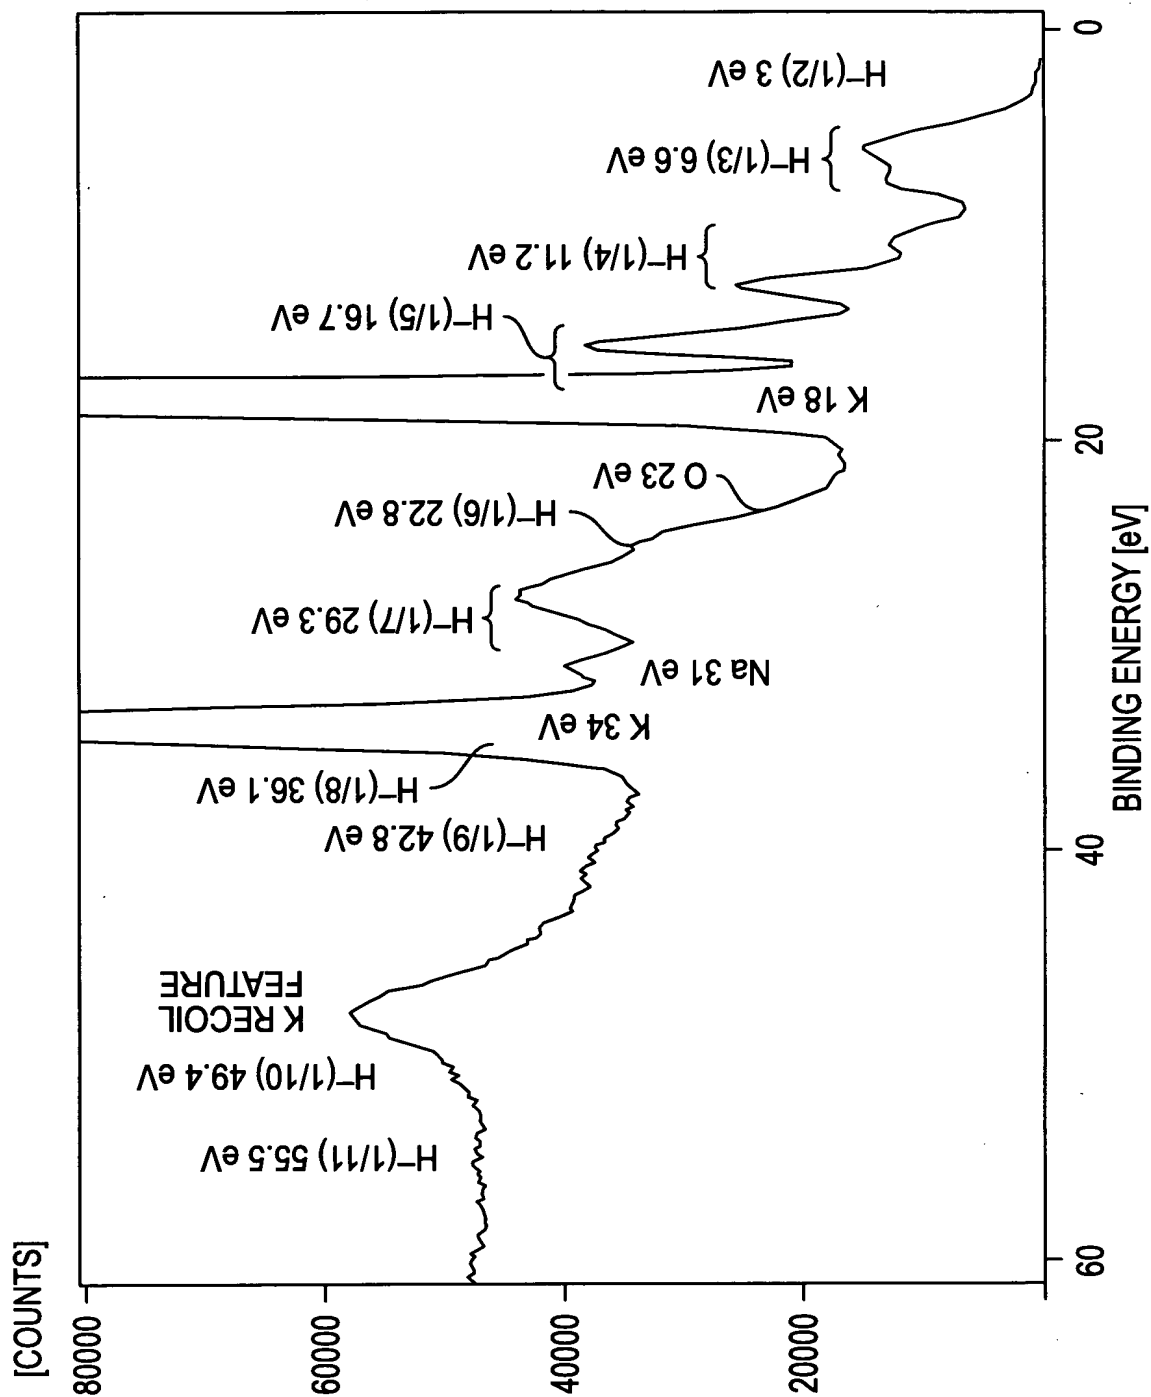 [COUNTS]
80000
60000
40000
20000
60
40
20
0
BINDING ENERGY [eV]
H⁻(1/11) 55.5 eV
H⁻(1/10) 49.4 eV
K RECOIL
FEATURE
H⁻(1/9) 42.8 eV
H⁻(1/8) 36.1 eV
K 34 eV
Na 31 eV
H⁻(1/7) 29.3 eV
H⁻(1/6) 22.8 eV
O 23 eV
K 18 eV
H⁻(1/5) 16.7 eV
H⁻(1/4) 11.2 eV
H⁻(1/3) 6.6 eV
H⁻(1/2) 3 eV